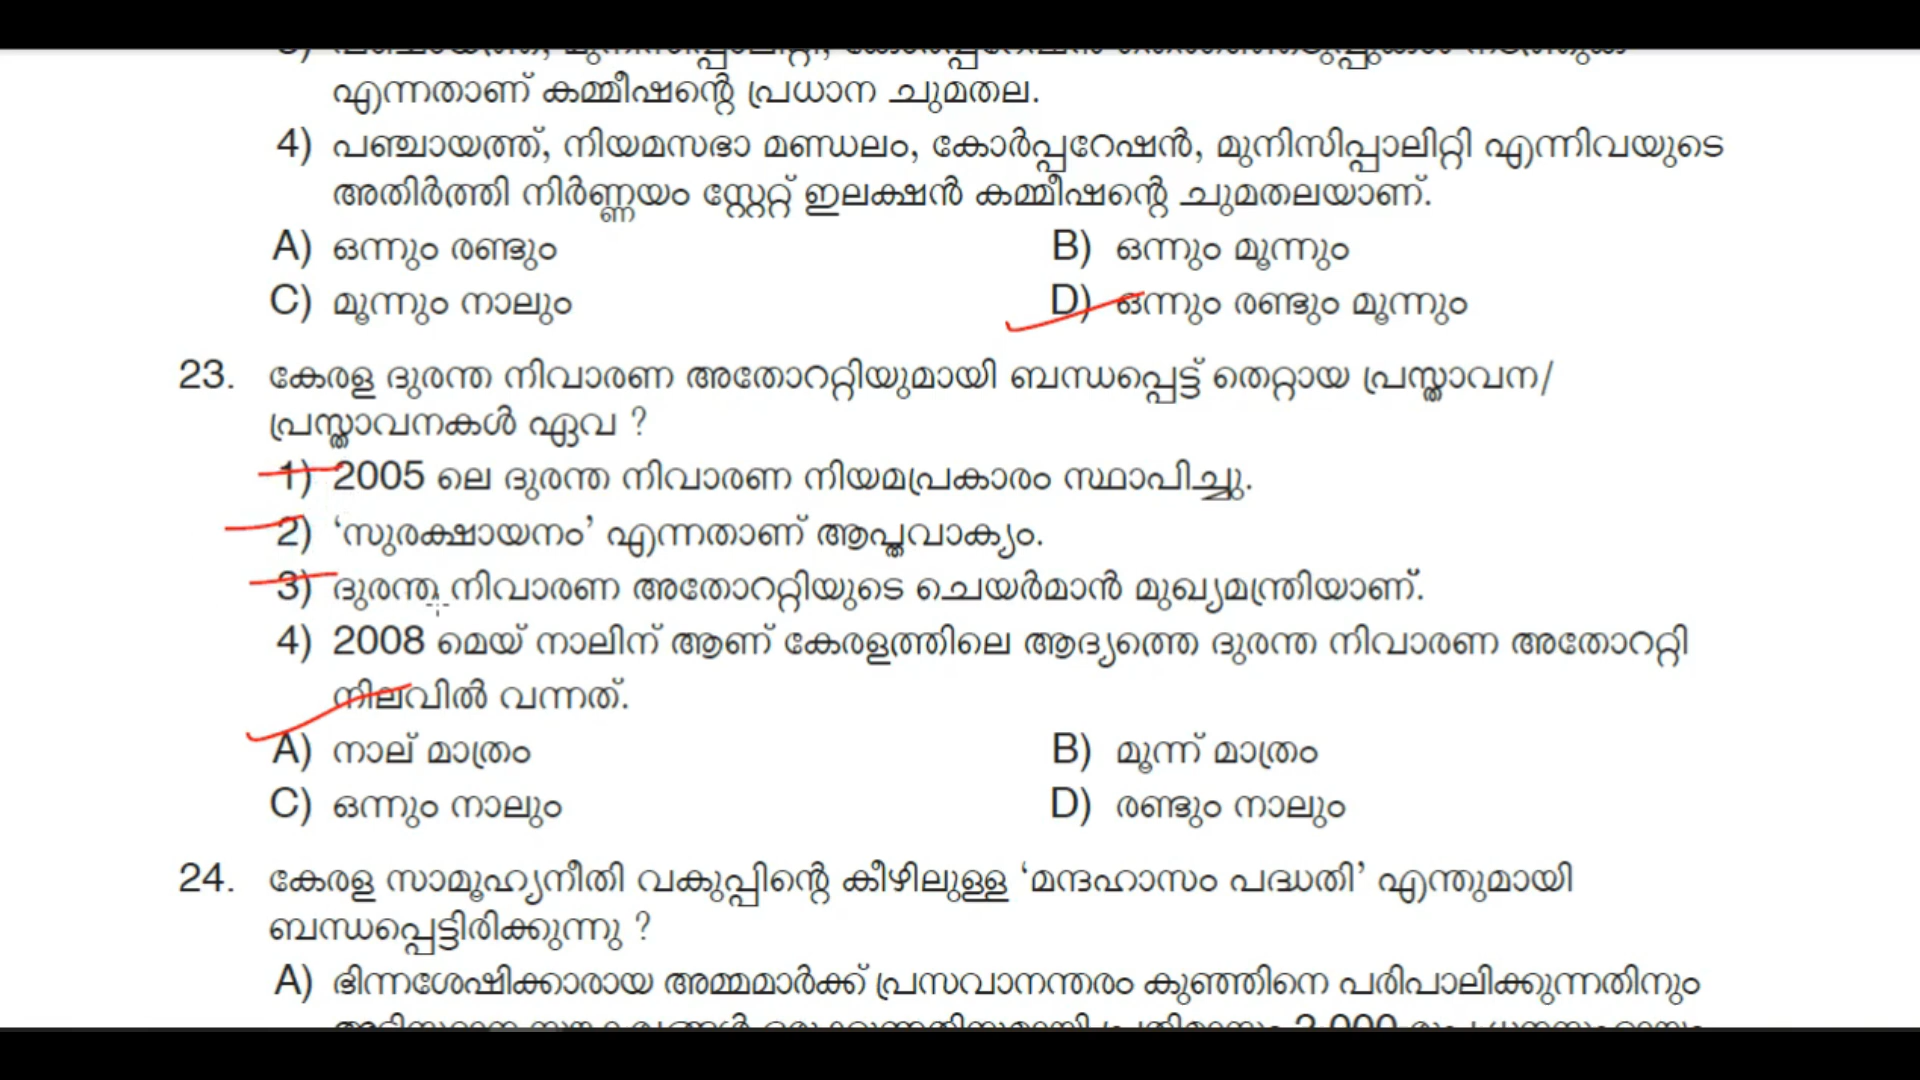 എന്നതാണ് കമ്മീഷന്റെ പ്രധാന ചുമതല.
4) പഞ്ചായത്ത്, നിയമസഭാ മണ്ഡലം, കോർപ്പറേഷൻ, മുനിസിപ്പാലിറ്റി എന്നിവയുടെ
അതിർത്തി നിർണ്ണയം സ്റ്റേറ്റ് ഇലക്ഷൻ കമ്മീഷന്റെ ചുമതലയാണ്.
A) ഒന്നും രണ്ടും B) ഒന്നും മൂന്നും
C) മൂന്നും നാലും D) ഒന്നും രണ്ടും മൂന്നും
23. കേരള ദുരന്ത നിവാരണ അതോററ്റിയുമായി ബന്ധപ്പെട്ട് തെറ്റായ പ്രസ്താവന/
പ്രസ്താവനകൾ ഏവ ?
1) 2005 ലെ ദുരന്ത നിവാരണ നിയമപ്രകാരം സ്ഥാപിച്ചു.
2) ‘സുരക്ഷായനം’ എന്നതാണ് ആപ്തവാക്യം.
3) ദുരന്ത നിവാരണ അതോററ്റിയുടെ ചെയർമാൻ മുഖ്യമന്ത്രിയാണ്.
4) 2008 മെയ് നാലിന് ആണ് കേരളത്തിലെ ആദ്യത്തെ ദുരന്ത നിവാരണ അതോററ്റി
നിലവിൽ വന്നത്.
A) നാല് മാത്രം B) മൂന്ന് മാത്രം
C) ഒന്നും നാലും D) രണ്ടും നാലും
24. കേരള സാമൂഹ്യനീതി വകുപ്പിന്റെ കീഴിലുള്ള ‘മന്ദഹാസം പദ്ധതി’ എന്തുമായി
ബന്ധപ്പെട്ടിരിക്കുന്നു ?
A) ഭിന്നശേഷിക്കാരായ അമ്മമാർക്ക് പ്രസവാനന്തരം കുഞ്ഞിനെ പരിപാലിക്കുന്നതിനും